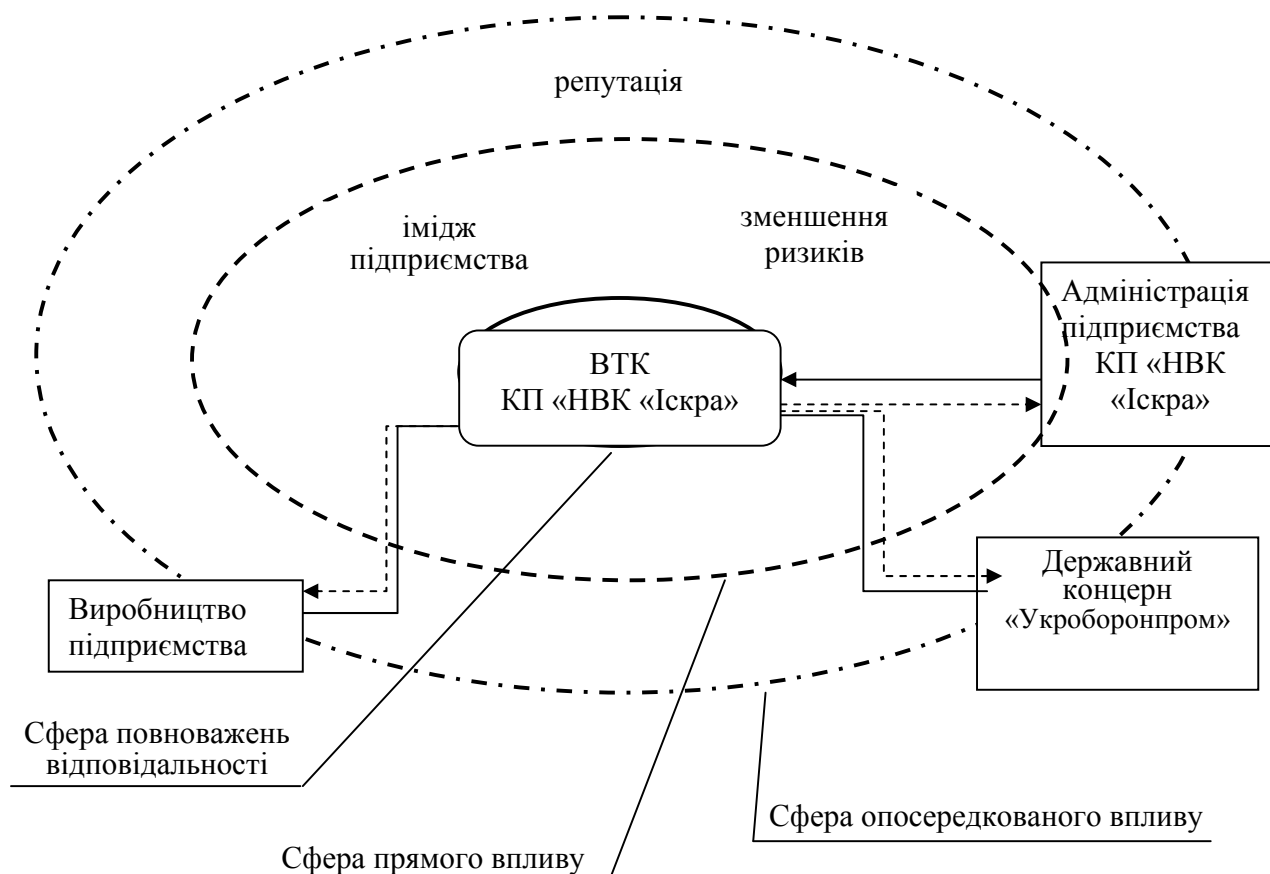 репутація
імідж
підприємства
зменшення
ризиків
Адміністрація
підприємства
КП «НВК
«Іскра»
ВТК
КП «НВК «Іскра»
Державний
концерн
«Укроборонпром»
Виробництво
підприємства
Сфера повноважень
відповідальності
Сфера опосередкованого впливу
Сфера прямого впливу